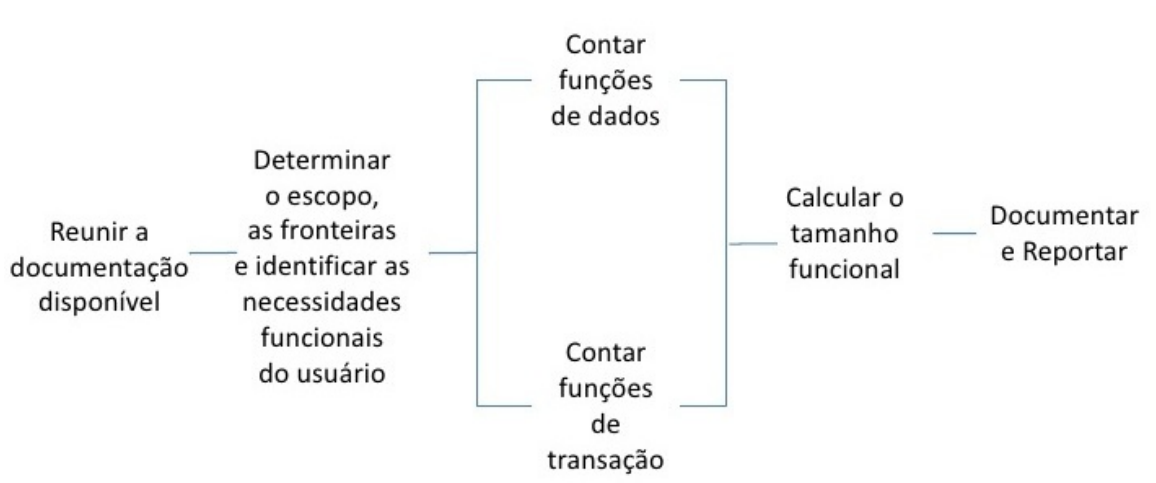 Reunir a
documentação
disponível
Determinar
o escopo,
as fronteiras
e identificar as
necessidades
funcionais
do usuário
Contar
funções
de dados
Contar
funções
de
transação
Calcular o
tamanho
funcional
Documentar
e Reportar